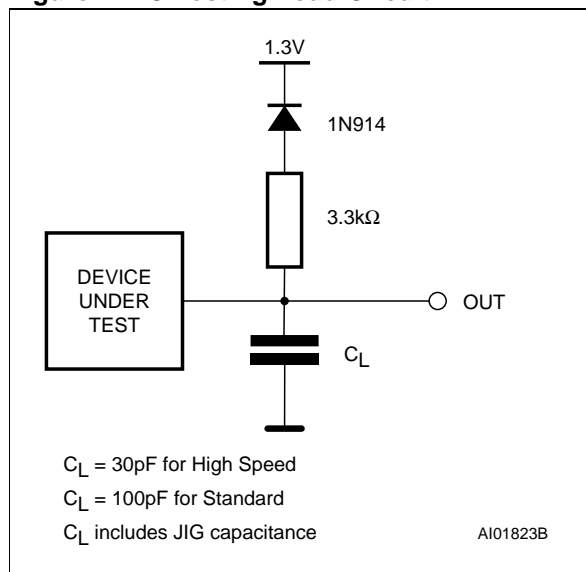 1.3V
1N914
3.3kΩ
DEVICE
UNDER
TEST
OUT
CL
CL = 30pF for High Speed
CL = 100pF for Standard
CL includes JIG capacitance
AI01823B